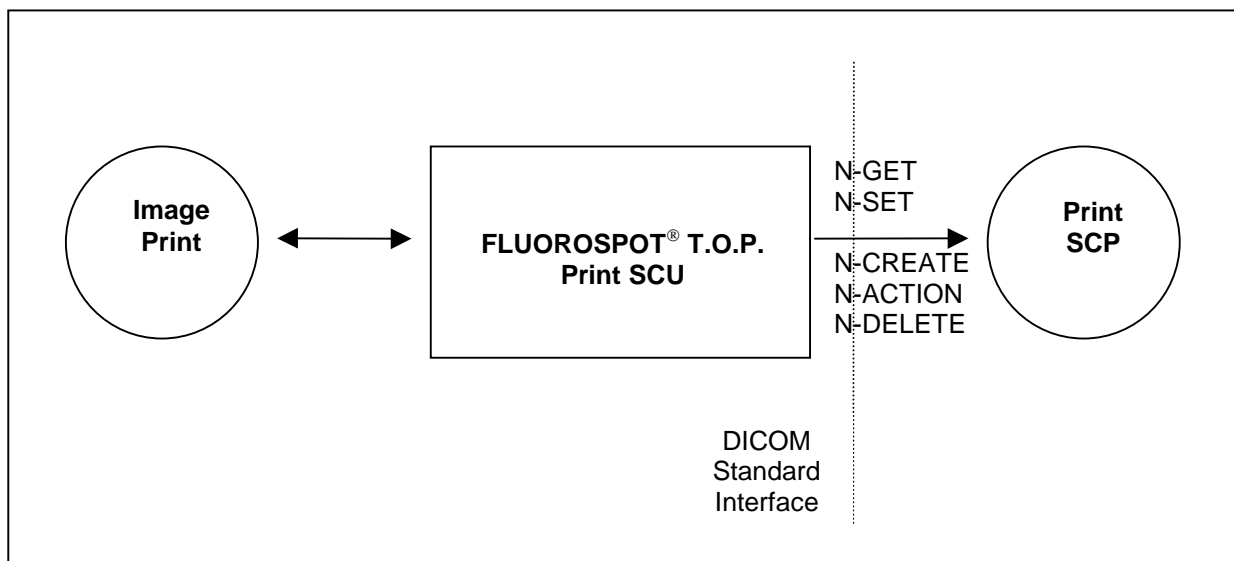 Image
Print
FLUOROSPOT® T.O.P.
Print SCU
N-GET
N-SET
N-CREATE
N-ACTION
N-DELETE
Print
SCP
DICOM
Standard
Interface